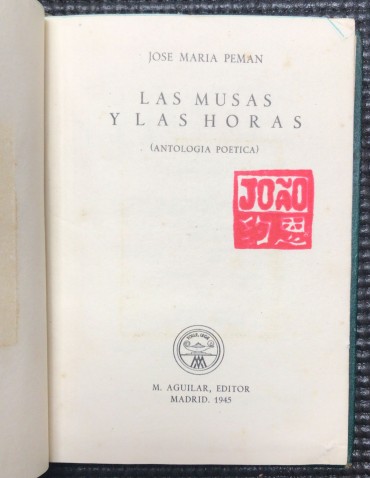 JOSE MARIA PEMAN
LAS MUSAS
Y LAS HORAS
(ANTOLOGIA POETICA)
JOÃO
M. AGUILAR, EDITOR
MADRID. 1945